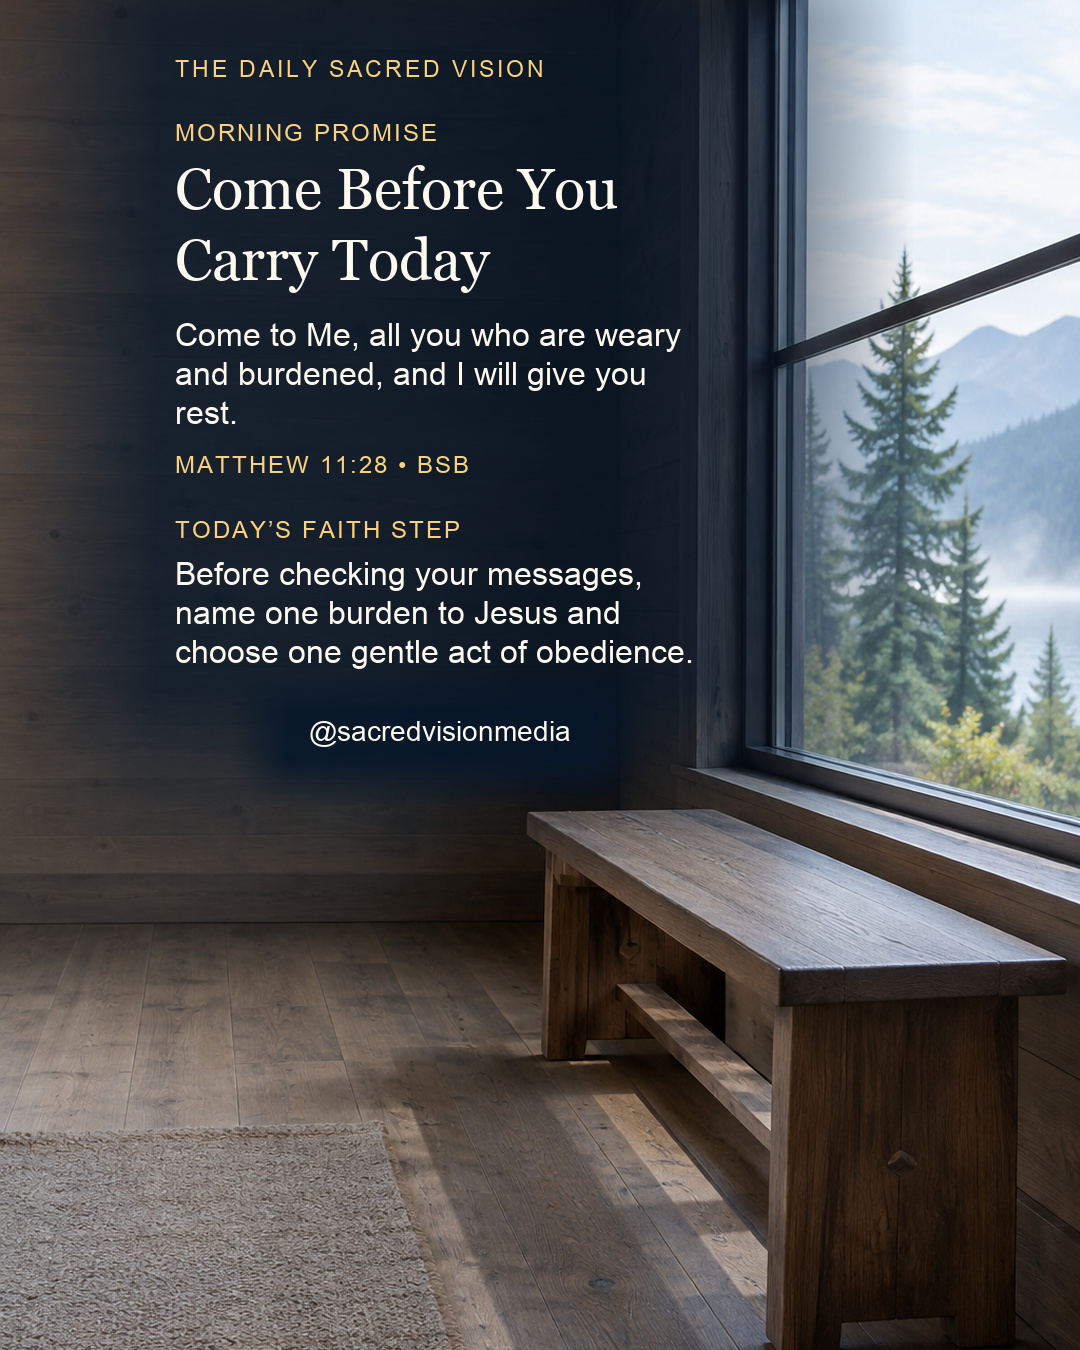 THE DAILY SACRED VISION
MORNING PROMISE
Come Before You
Carry Today
Come to Me, all you who are weary
and burdened, and I will give you
rest.
MATTHEW 11:28 • BSB
TODAY’S FAITH STEP
Before checking your messages,
name one burden to Jesus and
choose one gentle act of obedience.
@sacredvisionmedia